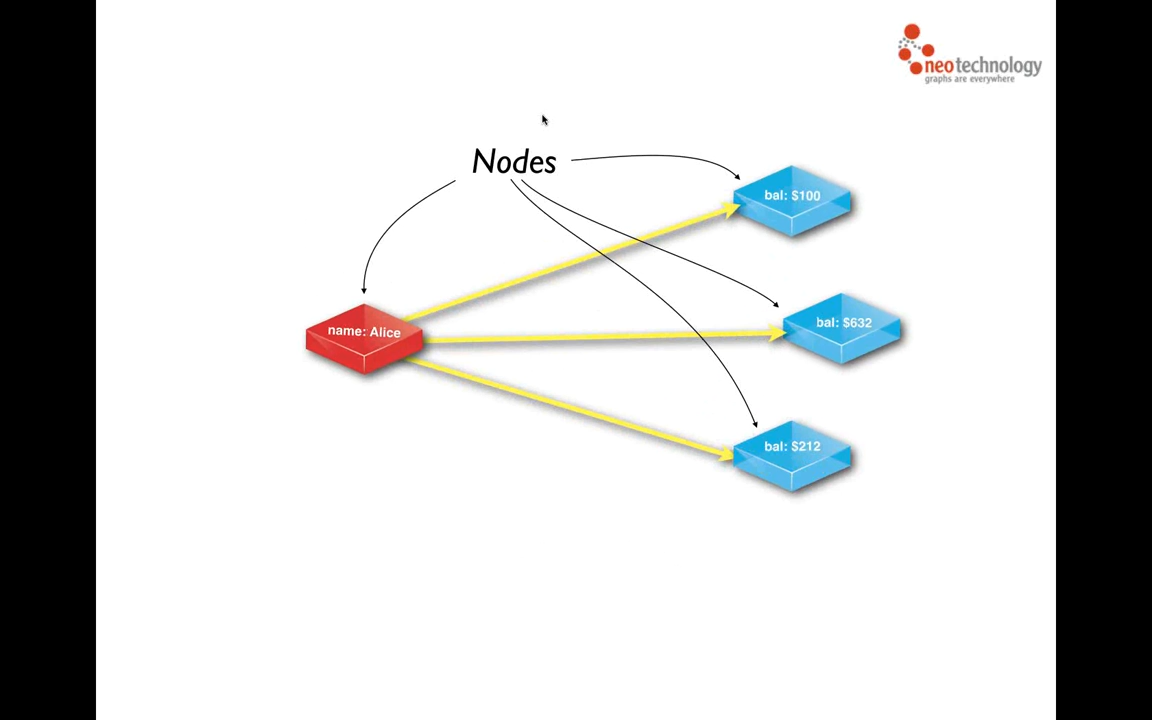 neotechnology
graphs are everywhere
Nodes
bal: $100
name: Alice
bal: $632
bal: $212